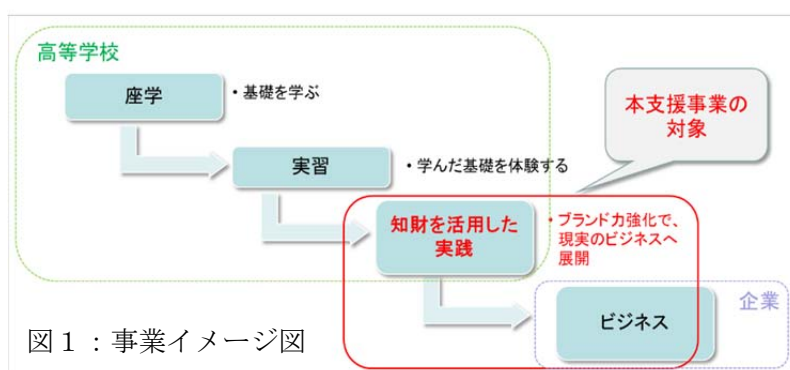 高等学校
座学
・基礎を学ぶ
本支援事業の
対象
実習
・学んだ基礎を体験する
知財を活用した
実践
・ブランド力強化で、
現実のビジネスへ
展開
企業
ビジネス
図１：事業イメージ図